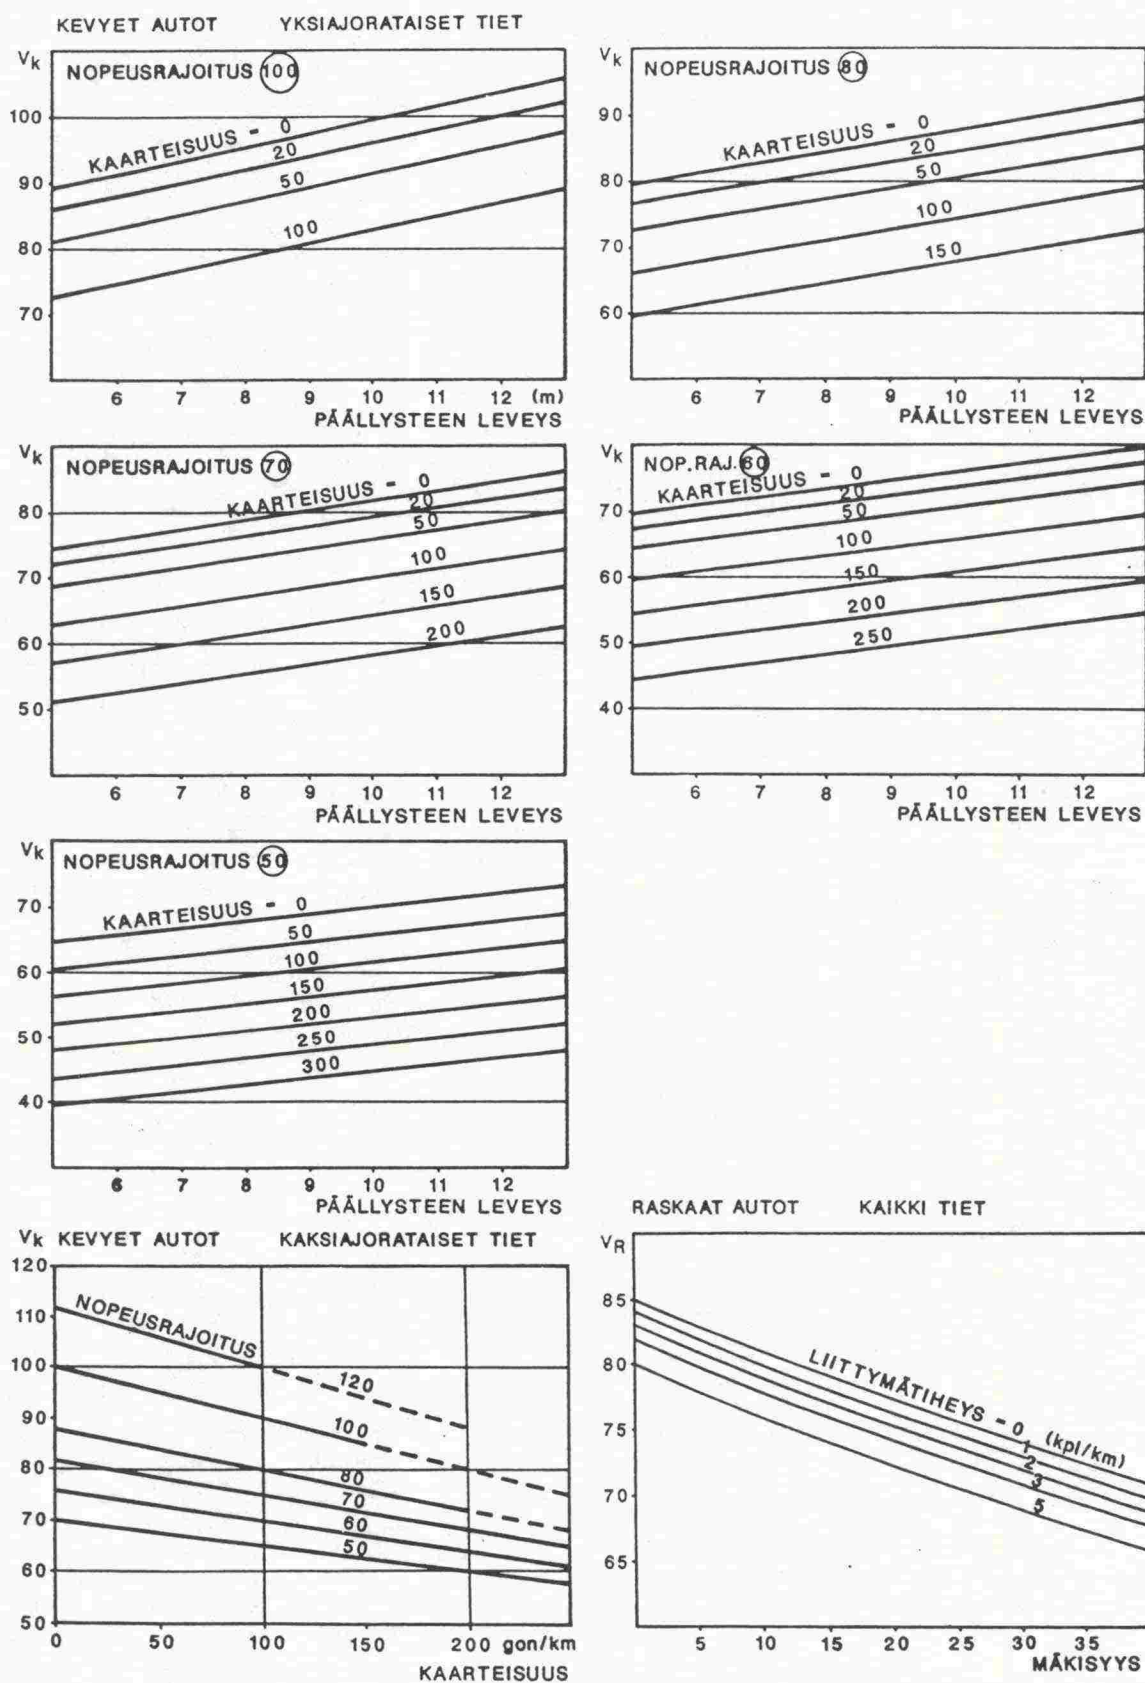 KEVYET AUTOT YKSIAJORATAISET TIET
Vk
NOPEUSRAJOITUS 100
KAARTEISUUS = 0
20
50
100
100
90
80
70
6 7 8 9 10 11 12 (m)
PÄÄLLYSTEEN LEVEYS
Vk
NOPEUSRAJOITUS 80
KAARTEISUUS = 0
20
50
100
150
90
80
70
60
6 7 8 9 10 11 12
PÄÄLLYSTEEN LEVEYS
Vk
NOPEUSRAJOITUS 70
KAARTEISUUS = 0
20
50
100
150
200
80
70
60
50
6 7 8 9 10 11 12
PÄÄLLYSTEEN LEVEYS
Vk
NOP.RAJ. 60
KAARTEISUUS = 0
20
50
100
150
200
250
70
60
50
40
6 7 8 9 10 11 12
PÄÄLLYSTEEN LEVEYS
Vk
NOPEUSRAJOITUS 50
KAARTEISUUS = 0
50
100
150
200
250
300
70
60
50
40
6 7 8 9 10 11 12
PÄÄLLYSTEEN LEVEYS
Vk KEVYET AUTOT KAKSIAJORATAISET TIET
120
110
100
90
80
70
60
50
NOPEUSRAJOITUS
120
100
80
70
60
50
0 50 100 150 200 gon/km
KAARTEISUUS
RASKAAT AUTOT KAIKKI TIET
VR
85
80
75
70
65
LIITTYMÄTIHEYS = 0 (kpl/km)
1
2
3
5
5 10 15 20 25 30 35
MÄKISYYS